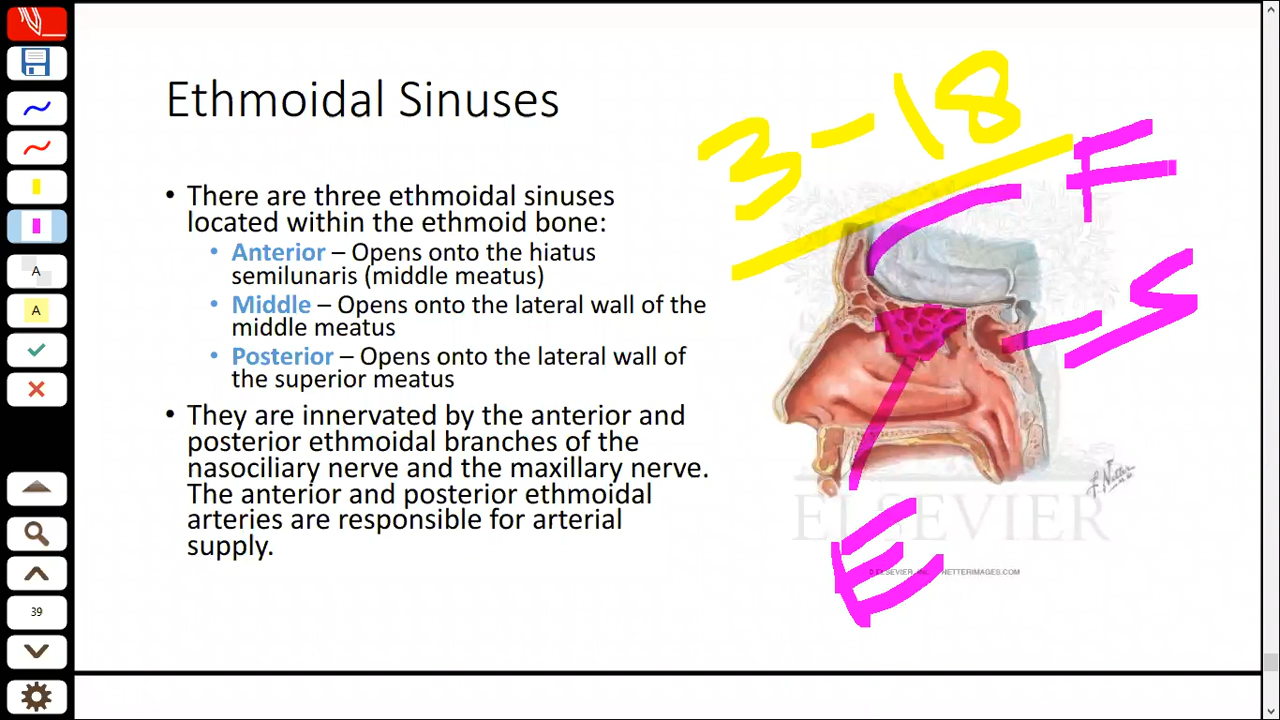 Ethmoidal Sinuses
3-18
F
• There are three ethmoidal sinuses
located within the ethmoid bone:
• Anterior – Opens onto the hiatus
semilunaris (middle meatus)
• Middle – Opens onto the lateral wall of the
middle meatus
• Posterior – Opens onto the lateral wall of
the superior meatus
• They are innervated by the anterior and
posterior ethmoidal branches of the
nasociliary nerve and the maxillary nerve.
The anterior and posterior ethmoidal
arteries are responsible for arterial
supply.
S
E
F. Netter
ELSEVIER
NETTERIMAGES.COM
A
A
39